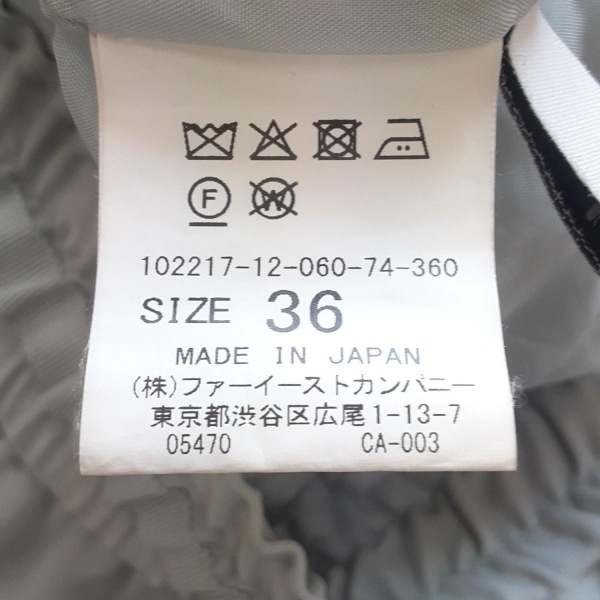 F W
102217-12-060-74-360
SIZE 36
MADE IN JAPAN
(株)ファーイーストカンパニー
東京都渋谷区広尾1-13-7
05470 CA-003